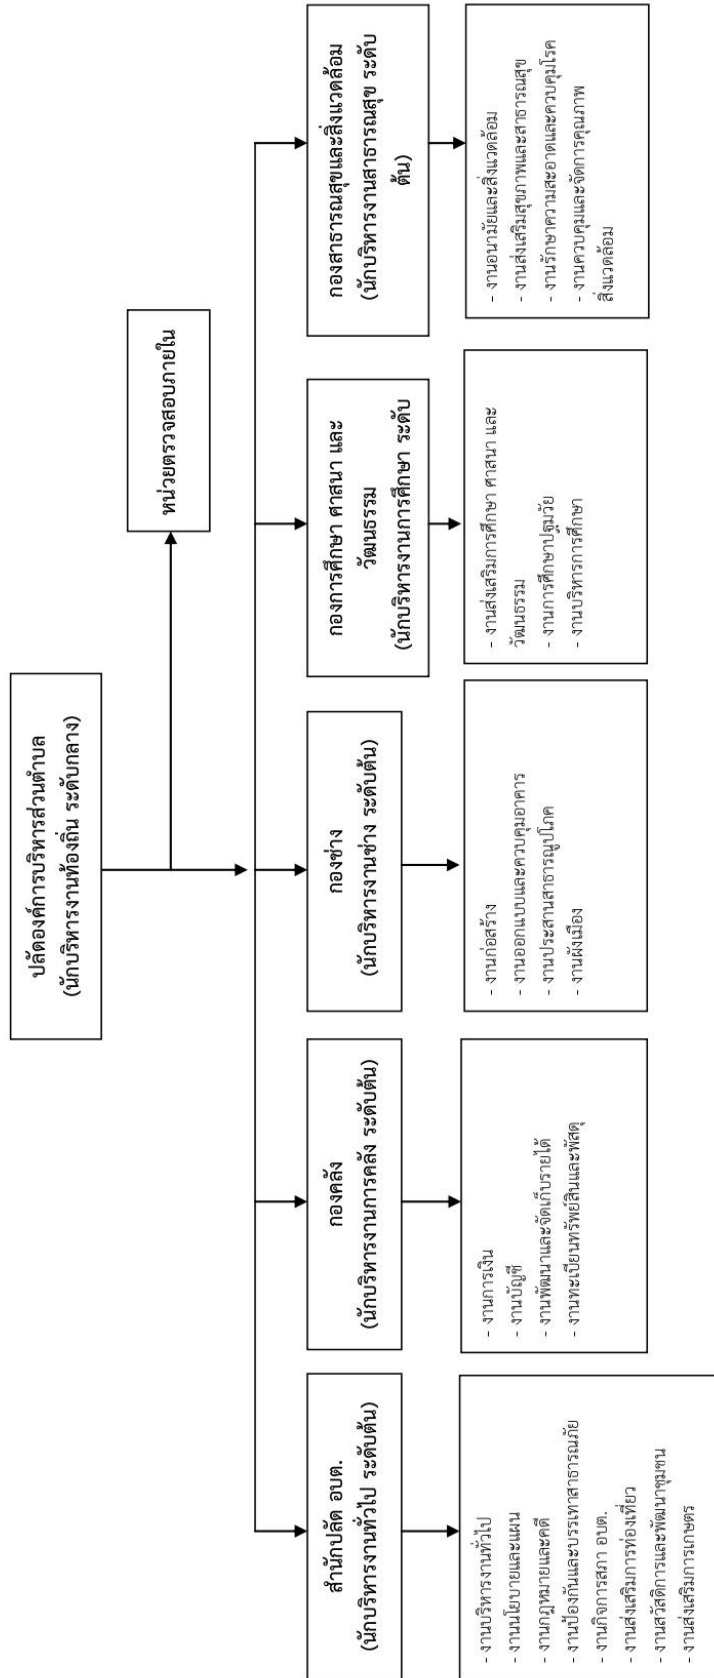 ปลัดองค์การบริหารส่วนตำบล
(นักบริหารงานท้องถิ่น ระดับกลาง)
หน่วยตรวจสอบภายใน
สำนักปลัด อบต.
(นักบริหารงานทั่วไป ระดับต้น)
กองคลัง
(นักบริหารงานการคลัง ระดับต้น)
กองช่าง
(นักบริหารงานช่าง ระดับต้น)
กองการศึกษา ศาสนา และ
วัฒนธรรม
(นักบริหารงานการศึกษา ระดับ
กองสาธารณสุขและสิ่งแวดล้อม
(นักบริหารงานสาธารณสุข ระดับ
ต้น)
- งานบริหารงานทั่วไป
- งานนโยบายและแผน
- งานกฎหมายและคดี
- งานป้องกันและบรรเทาสาธารณภัย
- งานกิจการสภา อบต.
- งานส่งเสริมการท่องเที่ยว
- งานสวัสดิการและพัฒนาชุมชน
- งานส่งเสริมการเกษตร
- งานการเงิน
- งานบัญชี
- งานพัฒนาและจัดเก็บรายได้
- งานทะเบียนทรัพย์สินและพัสดุ
- งานก่อสร้าง
- งานออกแบบและควบคุมอาคาร
- งานประสานสาธารณูปโภค
- งานผังเมือง
- งานส่งเสริมการศึกษา ศาสนา และ
วัฒนธรรม
- งานการศึกษาปฐมวัย
- งานบริหารการศึกษา
- งานอนามัยและสิ่งแวดล้อม
- งานส่งเสริมสุขภาพและสาธารณสุข
- งานรักษาความสะอาดและควบคุมโรค
- งานควบคุมและจัดการคุณภาพ
สิ่งแวดล้อม